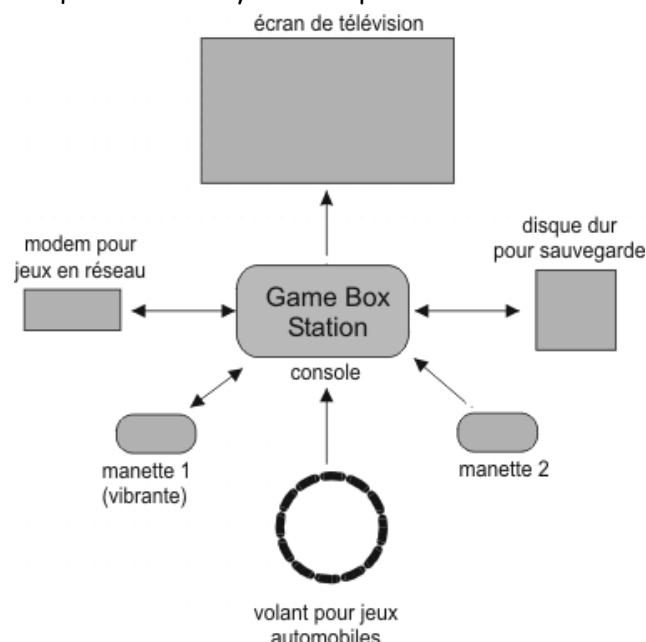 écran de télévision
modem pour
jeux en réseau
disque dur
pour sauvegarde
Game Box
Station
console
manette 1
(vibrante)
manette 2
volant pour jeux
automobiles